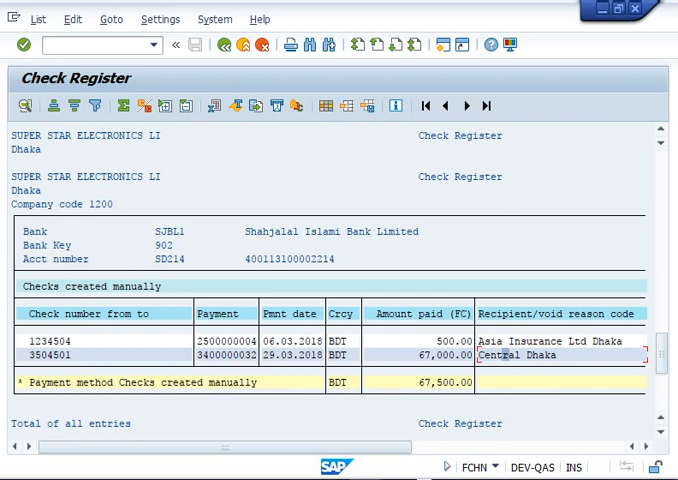 List Edit Goto Settings System Help
Check Register
SUPER STAR ELECTRONICS LI Check Register
Dhaka
SUPER STAR ELECTRONICS LI Check Register
Dhaka
Company code 1200
Bank SJBL1 Shahjalal Islami Bank Limited
Bank Key 902
Acct number SD214 400113100002214
Checks created manually
Check number from to Payment Pmnt date Crcy Amount paid (FC) Recipient/void reason code
1234504 2500000004 06.03.2018 BDT 500.00 Asia Insurance Ltd Dhaka
3504501 3400000032 29.03.2018 BDT 67,000.00 Central Dhaka
* Payment method Checks created manually BDT 67,500.00
Total of all entries Check Register
SAP FCHN DEV-QAS INS